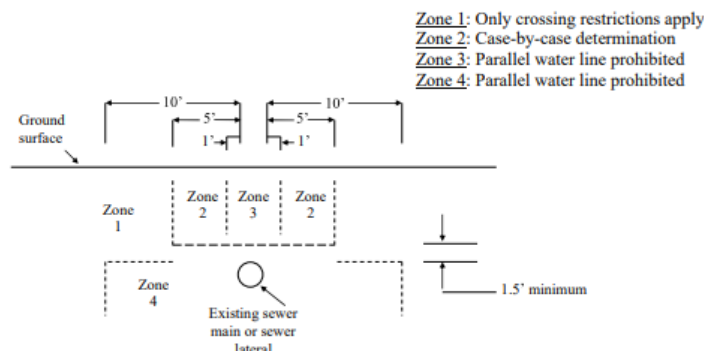 Zone 1: Only crossing restrictions apply
Zone 2: Case-by-case determination
Zone 3: Parallel water line prohibited
Zone 4: Parallel water line prohibited
10’
10’
5’
5’
1’
1’
Ground
surface
Zone
1
Zone
2
Zone
3
Zone
2
Zone
4
1.5’ minimum
Existing sewer
main or sewer
lateral